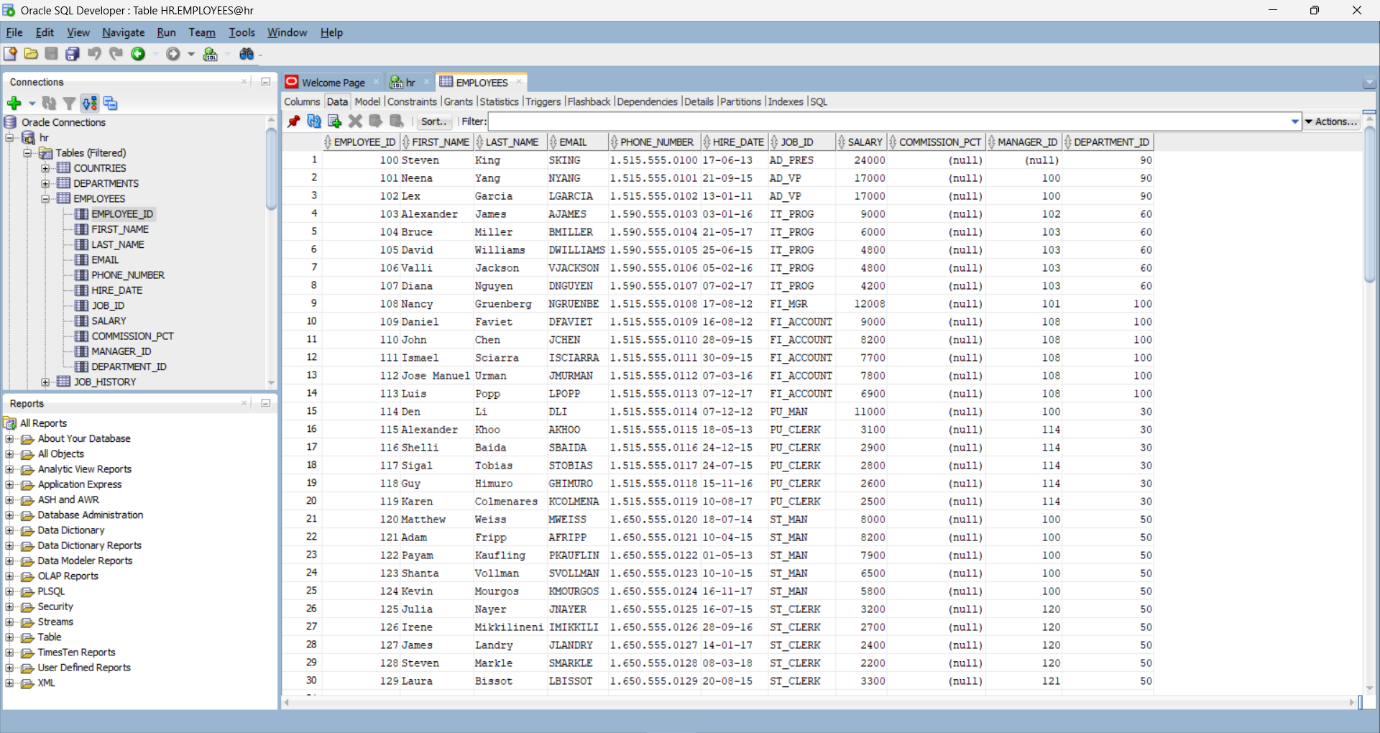 Oracle SQL Developer : Table HR.EMPLOYEES@hr
File Edit View Navigate Run Team Tools Window Help
Connections
Oracle Connections
hr
Tables (Filtered)
COUNTRIES
DEPARTMENTS
EMPLOYEES
EMPLOYEE_ID
FIRST_NAME
LAST_NAME
EMAIL
PHONE_NUMBER
HIRE_DATE
JOB_ID
SALARY
COMMISSION_PCT
MANAGER_ID
DEPARTMENT_ID
JOB_HISTORY
Reports
All Reports
About Your Database
All Objects
Analytic View Reports
Application Express
ASH and AWR
Database Administration
Data Dictionary
Data Dictionary Reports
Data Modeler Reports
OLAP Reports
PLSQL
Security
Streams
Table
TimesTen Reports
User Defined Reports
XML
Welcome Page hr EMPLOYEES
Columns Data Model Constraints Grants Statistics Triggers Flashback Dependencies Details Partitions Indexes SQL
Sort.. Filter: Actions...
EMPLOYEE_ID FIRST_NAME LAST_NAME EMAIL PHONE_NUMBER HIRE_DATE JOB_ID SALARY COMMISSION_PCT MANAGER_ID DEPARTMENT_ID
1 100 Steven King SKING 1.515.555.0100 17-06-13 AD_PRES 24000 (null) (null) 90
2 101 Neena Yang NYANG 1.515.555.0101 21-09-15 AD_VP 17000 (null) 100 90
3 102 Lex Garcia LGARCIA 1.515.555.0102 13-01-11 AD_VP 17000 (null) 100 90
4 103 Alexander James AJAMES 1.590.555.0103 03-01-16 IT_PROG 9000 (null) 102 60
5 104 Bruce Miller BMILLER 1.590.555.0104 21-05-17 IT_PROG 6000 (null) 103 60
6 105 David Williams DWILLIAMS 1.590.555.0105 25-06-15 IT_PROG 4800 (null) 103 60
7 106 Valli Jackson VJACKSON 1.590.555.0106 05-02-16 IT_PROG 4800 (null) 103 60
8 107 Diana Nguyen DNGUYEN 1.590.555.0107 07-02-17 IT_PROG 4200 (null) 103 60
9 108 Nancy Gruenberg NGRUENBE 1.515.555.0108 17-08-12 FI_MGR 12008 (null) 101 100
10 109 Daniel Faviet DFAVIET 1.515.555.0109 16-08-12 FI_ACCOUNT 9000 (null) 108 100
11 110 John Chen JCHEN 1.515.555.0110 28-09-15 FI_ACCOUNT 8200 (null) 108 100
12 111 Ismael Sciarra ISCIARRA 1.515.555.0111 30-09-15 FI_ACCOUNT 7700 (null) 108 100
13 112 Jose Manuel Urman JMURMAN 1.515.555.0112 07-03-16 FI_ACCOUNT 7800 (null) 108 100
14 113 Luis Popp LPOPP 1.515.555.0113 07-12-17 FI_ACCOUNT 6900 (null) 108 100
15 114 Den Li DLI 1.515.555.0114 07-12-12 PU_MAN 11000 (null) 100 30
16 115 Alexander Khoo AKHOO 1.515.555.0115 18-05-13 PU_CLERK 3100 (null) 114 30
17 116 Shelli Baida SBAIDA 1.515.555.0116 24-12-15 PU_CLERK 2900 (null) 114 30
18 117 Sigal Tobias STOBIAS 1.515.555.0117 24-07-15 PU_CLERK 2800 (null) 114 30
19 118 Guy Himuro GHIMURO 1.515.555.0118 15-11-16 PU_CLERK 2600 (null) 114 30
20 119 Karen Colmenares KCOLMENA 1.515.555.0119 10-08-17 PU_CLERK 2500 (null) 114 30
21 120 Matthew Weiss MWEISS 1.650.555.0120 18-07-14 ST_MAN 8000 (null) 100 50
22 121 Adam Fripp AFRIPP 1.650.555.0121 10-04-15 ST_MAN 8200 (null) 100 50
23 122 Payam Kaufling PKAUFLIN 1.650.555.0122 01-05-13 ST_MAN 7900 (null) 100 50
24 123 Shanta Vollman SVOLLMAN 1.650.555.0123 10-10-15 ST_MAN 6500 (null) 100 50
25 124 Kevin Mourgos KMOURGOS 1.650.555.0124 16-11-17 ST_MAN 5800 (null) 100 50
26 125 Julia Nayer JNAYER 1.650.555.0125 16-07-15 ST_CLERK 3200 (null) 120 50
27 126 Irene Mikkilineni IMIKKILI 1.650.555.0126 28-09-16 ST_CLERK 2700 (null) 120 50
28 127 James Landry JLANDRY 1.650.555.0127 14-01-17 ST_CLERK 2400 (null) 120 50
29 128 Steven Markle SMARKLE 1.650.555.0128 08-03-18 ST_CLERK 2200 (null) 120 50
30 129 Laura Bissot LBISSOT 1.650.555.0129 20-08-15 ST_CLERK 3300 (null) 121 50